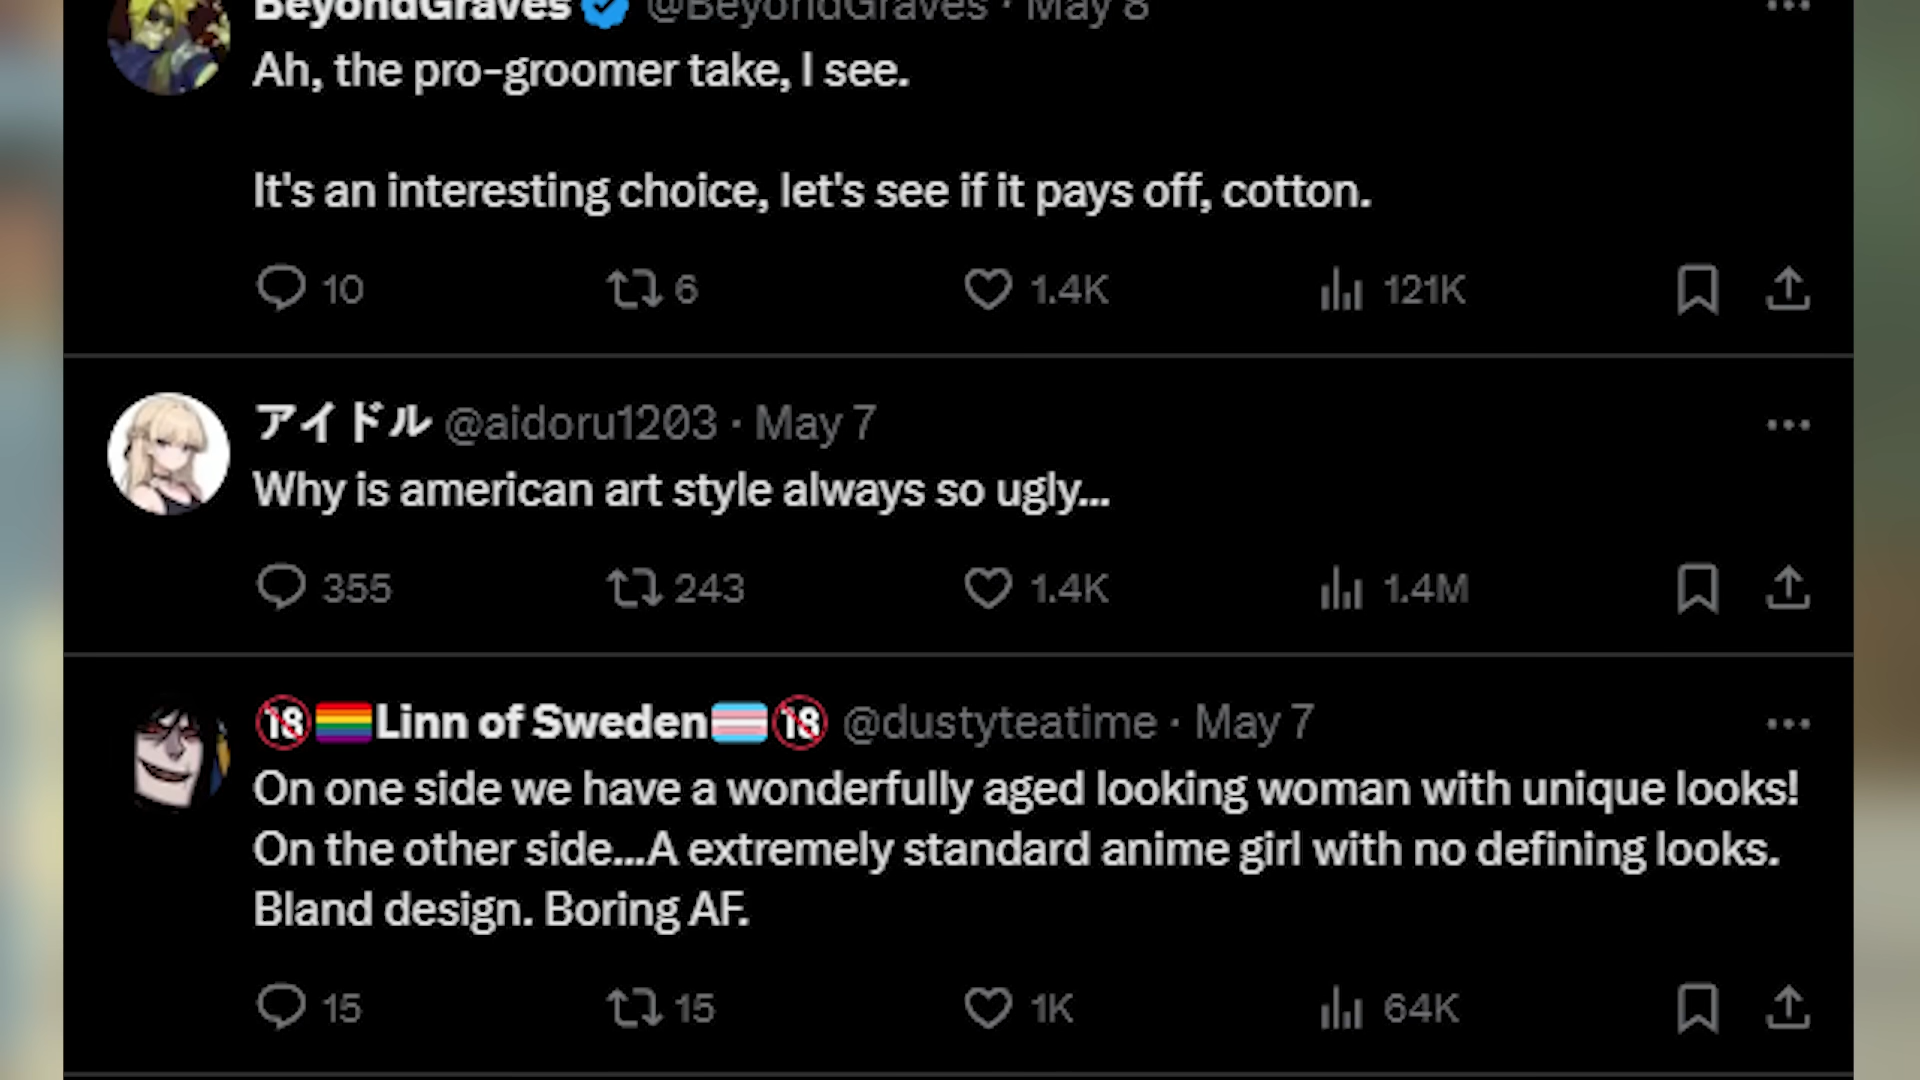 BeyondGraves @BeyondGraves · May 8
Ah, the pro-groomer take, I see.
It's an interesting choice, let's see if it pays off, cotton.
10 6 1.4K 121K
アイドル @aidoru1203 · May 7
Why is american art style always so ugly...
355 243 1.4K 1.4M
🔞🏳️‍🌈Linn of Sweden🏳️‍⚧️🔞 @dustyteatime · May 7
On one side we have a wonderfully aged looking woman with unique looks!
On the other side...A extremely standard anime girl with no defining looks.
Bland design. Boring AF.
15 15 1K 64K